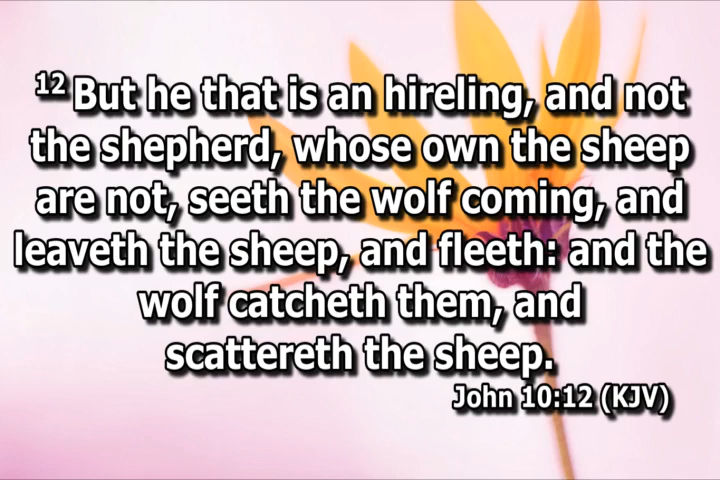 12 But he that is an hireling, and not
the shepherd, whose own the sheep
are not, seeth the wolf coming, and
leaveth the sheep, and fleeth: and the
wolf catcheth them, and
scattereth the sheep.
John 10:12 (KJV)